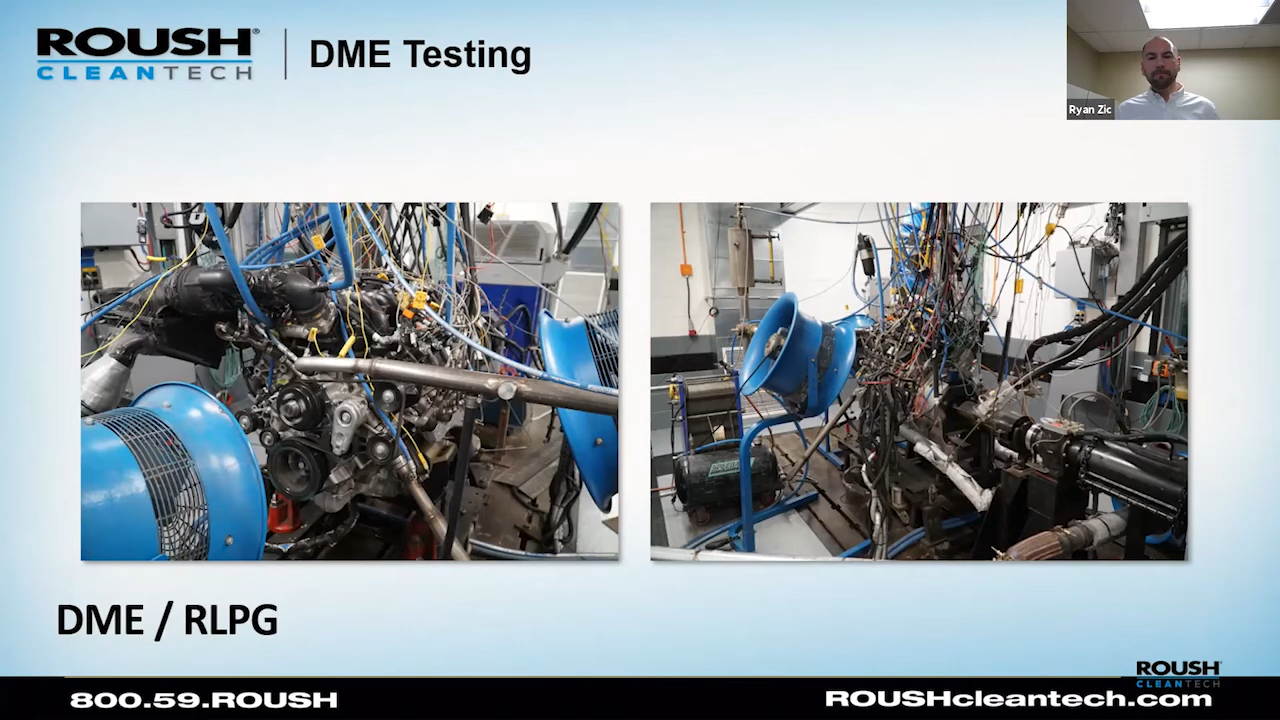 ROUSH®
CLEANTECH
DME Testing
Ryan Zic
DME / RLPG
ROUSH
CLEANTECH
800.59.ROUSH
ROUSHcleantech.com